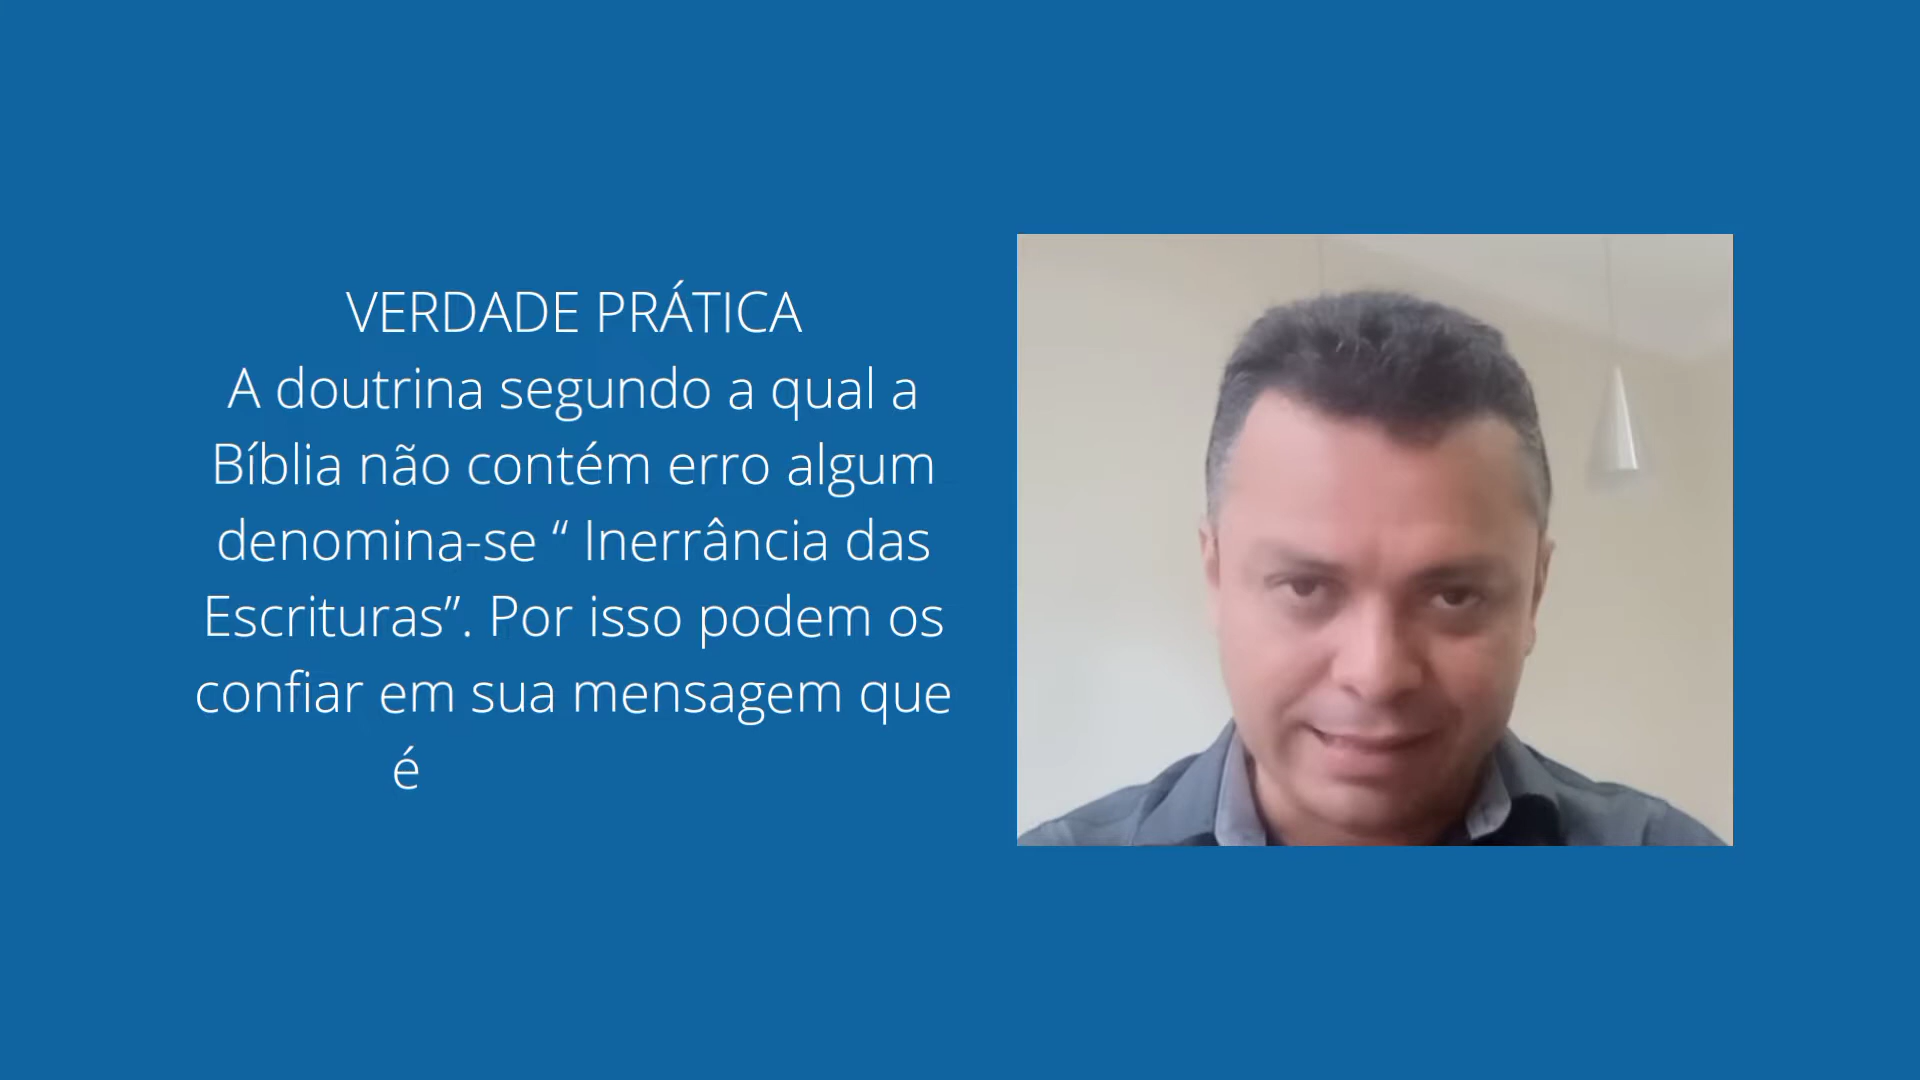 VERDADE PRÁTICA
A doutrina segundo a qual a
Bíblia não contém erro algum
denomina-se “ Inerrância das
Escrituras”. Por isso podem os
confiar em sua mensagem que
é